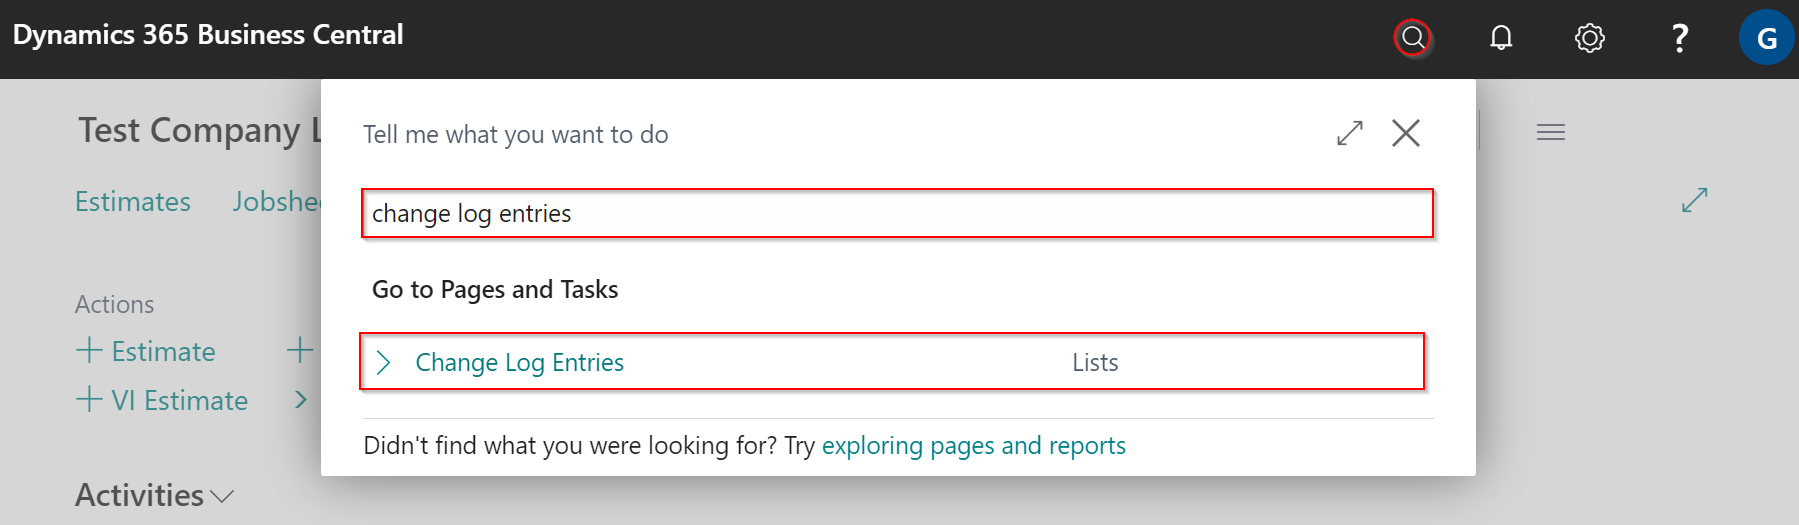 Dynamics 365 Business Central
?
G
Test Company L
Tell me what you want to do
Estimates Jobshe
change log entries
Go to Pages and Tasks
Actions
+ Estimate +
Change Log Entries Lists
+ VI Estimate
Didn't find what you were looking for? Try exploring pages and reports
Activities